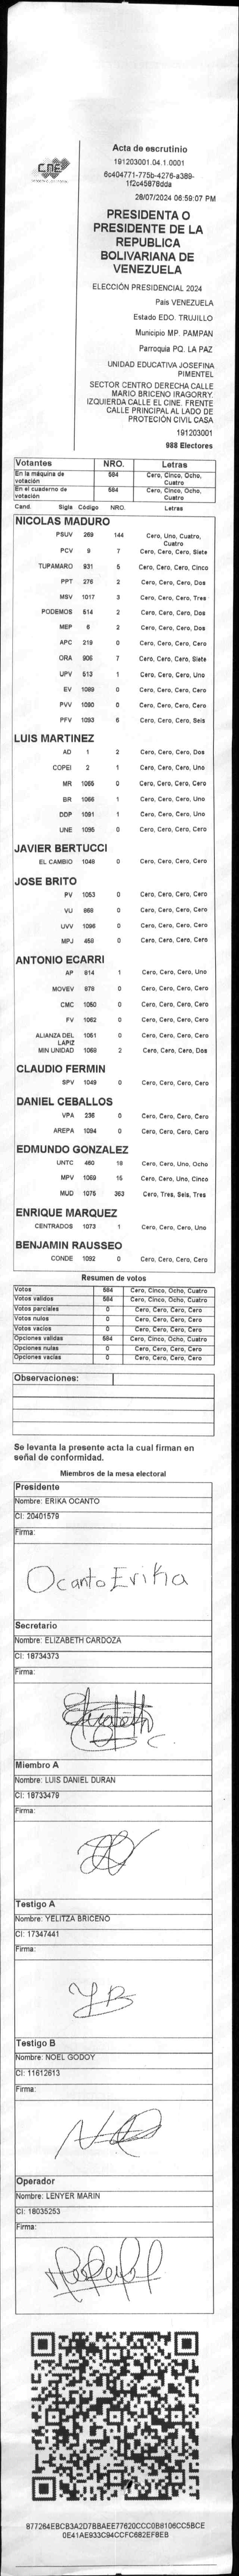 CNE
Acta de escrutinio
191203001.04.1.0001
6c404771-775b-4276-a389-
1f2c45878dda
28/07/2024 06:59:07 PM
PRESIDENTA O
PRESIDENTE DE LA
REPUBLICA
BOLIVARIANA DE
VENEZUELA
ELECCIÓN PRESIDENCIAL 2024
País VENEZUELA
Estado EDO. TRUJILLO
Municipio MP. PAMPAN
Parroquia PQ. LA PAZ
UNIDAD EDUCATIVA JOSEFINA
PIMENTEL
SECTOR CENTRO DERECHA CALLE
MARIO BRICENO IRAGORRY.
IZQUIERDA CALLE EL CINE. FRENTE
CALLE PRINCIPAL AL LADO DE
PROTECIÓN CIVIL CASA
191203001
988 Electores
Votantes NRO. Letras
En la máquina de votación 584 Cero, Cinco, Ocho, Cuatro
En el cuaderno de votación 584 Cero, Cinco, Ocho, Cuatro
Cand. Sigla Código NRO. Letras
NICOLAS MADURO
PSUV 269 144 Cero, Uno, Cuatro, Cuatro
PCV 9 7 Cero, Cero, Cero, Siete
TUPAMARO 931 5 Cero, Cero, Cero, Cinco
PPT 276 2 Cero, Cero, Cero, Dos
MSV 1017 3 Cero, Cero, Cero, Tres
PODEMOS 514 2 Cero, Cero, Cero, Dos
MEP 6 2 Cero, Cero, Cero, Dos
APC 219 0 Cero, Cero, Cero, Cero
ORA 906 7 Cero, Cero, Cero, Siete
UPV 513 1 Cero, Cero, Cero, Uno
EV 1089 0 Cero, Cero, Cero, Cero
PVV 1090 0 Cero, Cero, Cero, Cero
PFV 1093 6 Cero, Cero, Cero, Seis
LUIS MARTINEZ
AD 1 2 Cero, Cero, Cero, Dos
COPEI 2 1 Cero, Cero, Cero, Uno
MR 1066 0 Cero, Cero, Cero, Cero
BR 1066 1 Cero, Cero, Cero, Uno
DDP 1091 1 Cero, Cero, Cero, Uno
UNE 1095 0 Cero, Cero, Cero, Cero
JAVIER BERTUCCI
EL CAMBIO 1048 0 Cero, Cero, Cero, Cero
JOSE BRITO
PV 1053 0 Cero, Cero, Cero, Cero
VU 868 0 Cero, Cero, Cero, Cero
UVV 1096 0 Cero, Cero, Cero, Cero
MPJ 458 0 Cero, Cero, Cero, Cero
ANTONIO ECARRI
AP 814 1 Cero, Cero, Cero, Uno
MOVEV 878 0 Cero, Cero, Cero, Cero
CMC 1050 0 Cero, Cero, Cero, Cero
FV 1062 0 Cero, Cero, Cero, Cero
ALIANZA DEL LAPIZ 1051 0 Cero, Cero, Cero, Cero
MIN UNIDAD 1059 2 Cero, Cero, Cero, Dos
CLAUDIO FERMIN
SPV 1049 0 Cero, Cero, Cero, Cero
DANIEL CEBALLOS
VPA 236 0 Cero, Cero, Cero, Cero
AREPA 1094 0 Cero, Cero, Cero, Cero
EDMUNDO GONZALEZ
UNTC 460 18 Cero, Cero, Uno, Ocho
MPV 1069 15 Cero, Cero, Uno, Cinco
MUD 1075 363 Cero, Tres, Seis, Tres
ENRIQUE MARQUEZ
CENTRADOS 1073 1 Cero, Cero, Cero, Uno
BENJAMIN RAUSSEO
CONDE 1092 0 Cero, Cero, Cero, Cero
Resumen de votos
Votos 584 Cero, Cinco, Ocho, Cuatro
Votos validos 584 Cero, Cinco, Ocho, Cuatro
Votos parciales 0 Cero, Cero, Cero, Cero
Votos nulos 0 Cero, Cero, Cero, Cero
Votos vacios 0 Cero, Cero, Cero, Cero
Opciones validas 584 Cero, Cinco, Ocho, Cuatro
Opciones nulas 0 Cero, Cero, Cero, Cero
Opciones vacias 0 Cero, Cero, Cero, Cero
Observaciones:
Se levanta la presente acta la cual firman en
señal de conformidad.
Miembros de la mesa electoral
Presidente
Nombre: ERIKA OCANTO
CI: 20401579
Firma:
Ocanto Erika
Secretario
Nombre: ELIZABETH CARDOZA
CI: 18734373
Firma:
Miembro A
Nombre: LUIS DANIEL DURAN
CI: 18733479
Firma:
Testigo A
Nombre: YELITZA BRICENO
CI: 17347441
Firma:
YB
Testigo B
Nombre: NOEL GODOY
CI: 11612613
Firma:
Operador
Nombre: LENYER MARIN
CI: 18035253
Firma:
877264EBCB3A2D7BBAEE77620CCC0B8106CC5BCE
0E41AE933C94CCFC682EF8EB